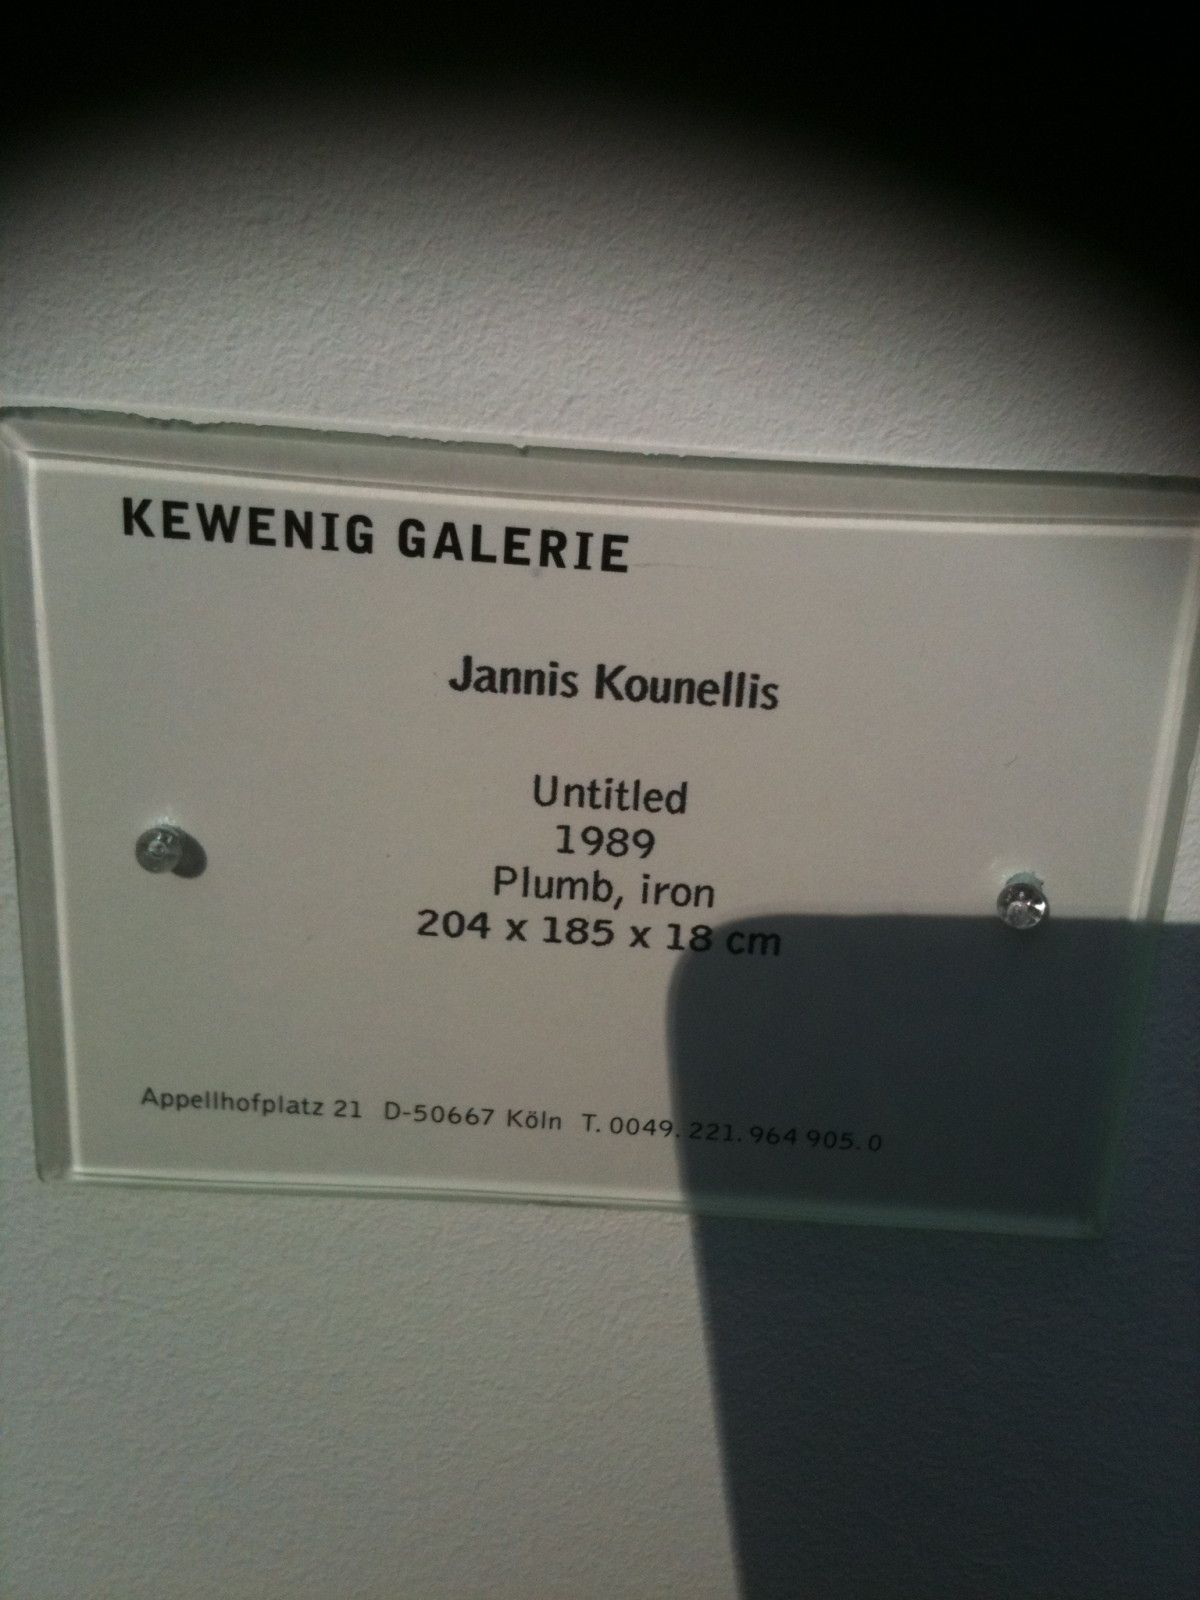 KEWENIG GALERIE
Jannis Kounellis
Untitled
1989
Plumb, iron
204 x 185 x 18 cm
Appellhofplatz 21 D-50667 Köln T. 0049. 221. 964 905. 0